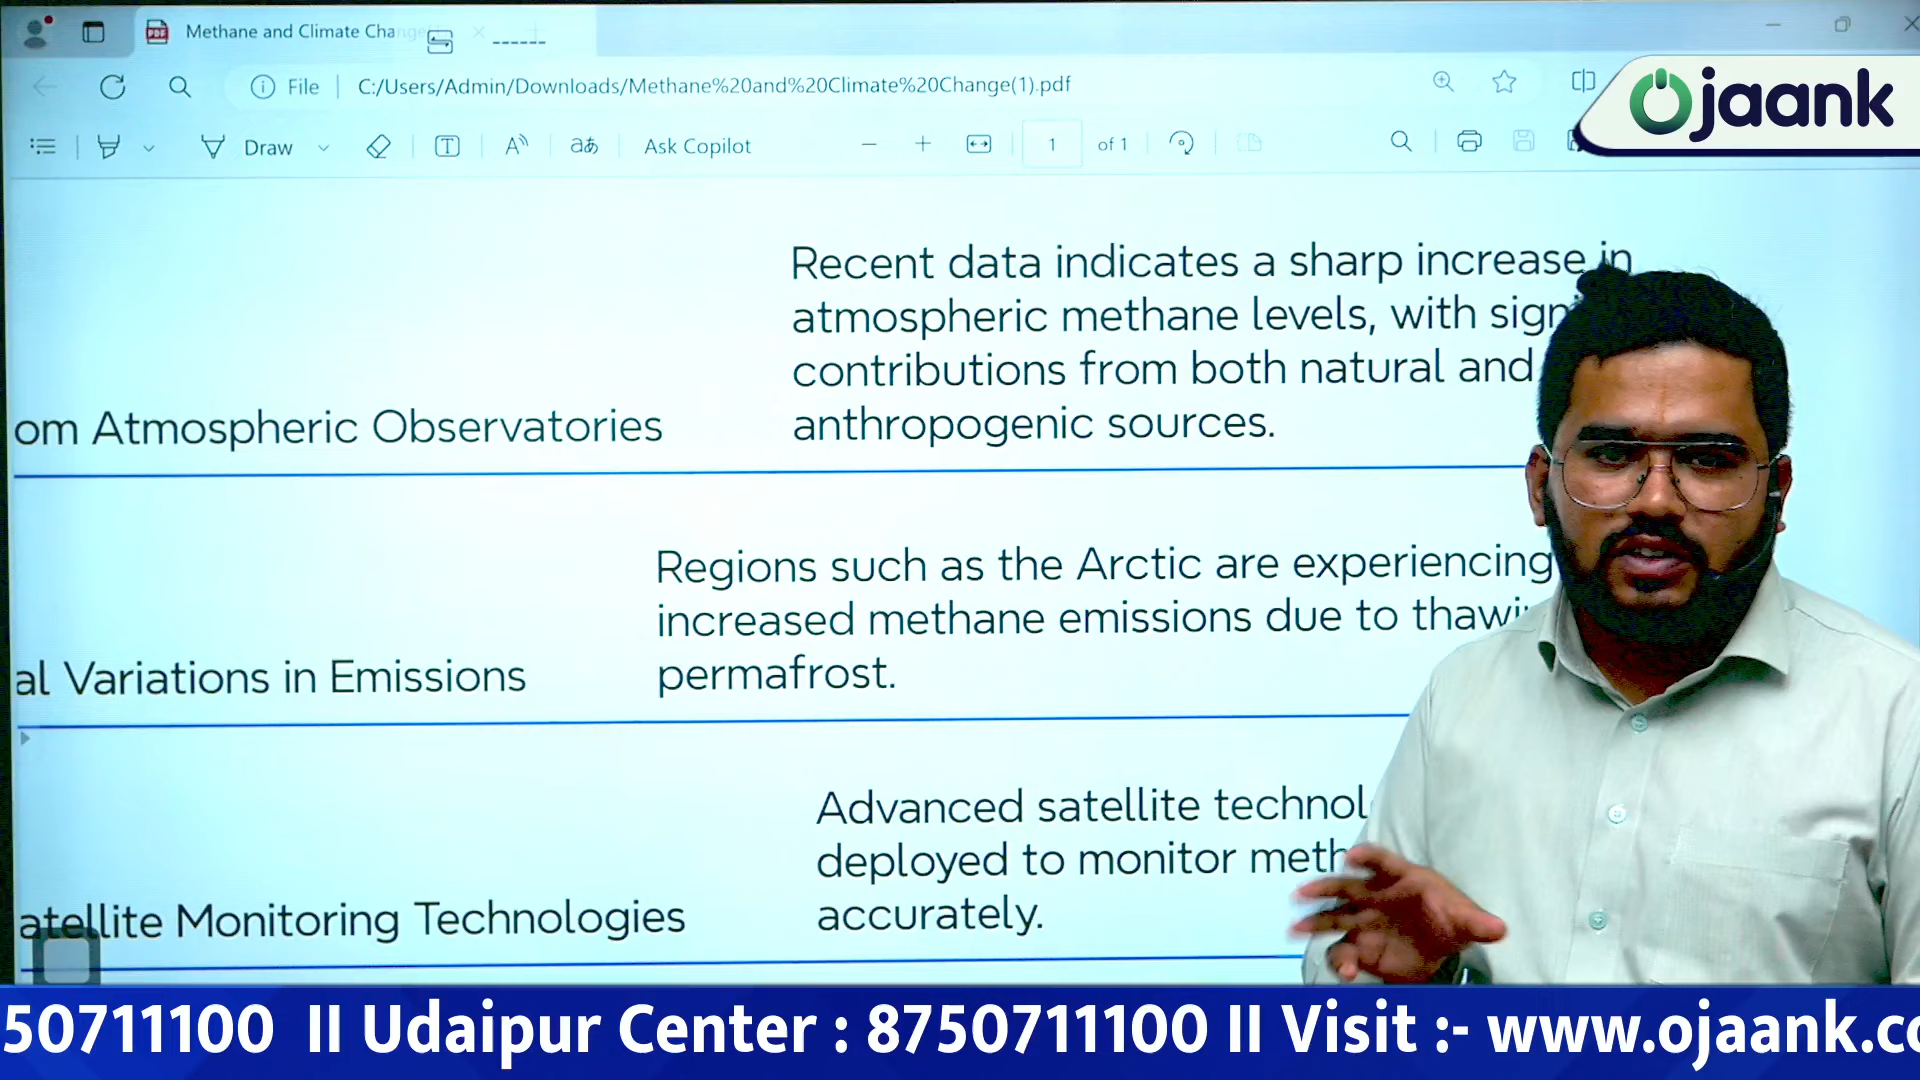 Methane and Climate Change
File
C:/Users/Admin/Downloads/Methane%20and%20Climate%20Change(1).pdf
ojaank
Draw
Ask Copilot
1
of 1
Recent data indicates a sharp increase in
atmospheric methane levels, with sign
contributions from both natural and
anthropogenic sources.
om Atmospheric Observatories
Regions such as the Arctic are experiencing
increased methane emissions due to thawi
permafrost.
al Variations in Emissions
Advanced satellite technol
deployed to monitor meth
accurately.
atellite Monitoring Technologies
50711100 II Udaipur Center : 8750711100 II Visit :- www.ojaank.co